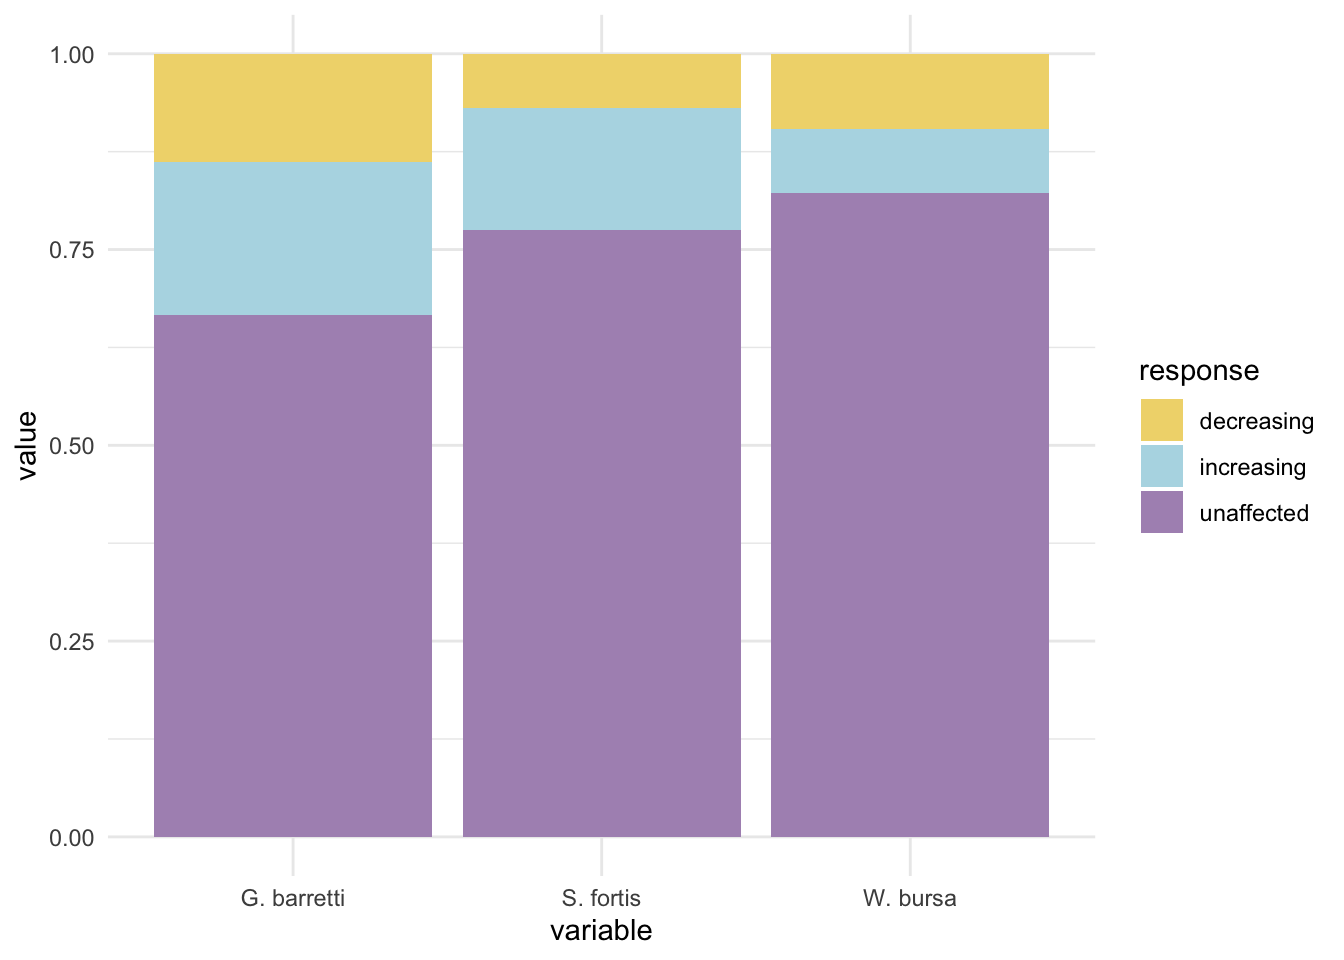 1.00
0.75
0.50
0.25
0.00
value
G. barretti
S. fortis
W. bursa
variable
response
decreasing
increasing
unaffected